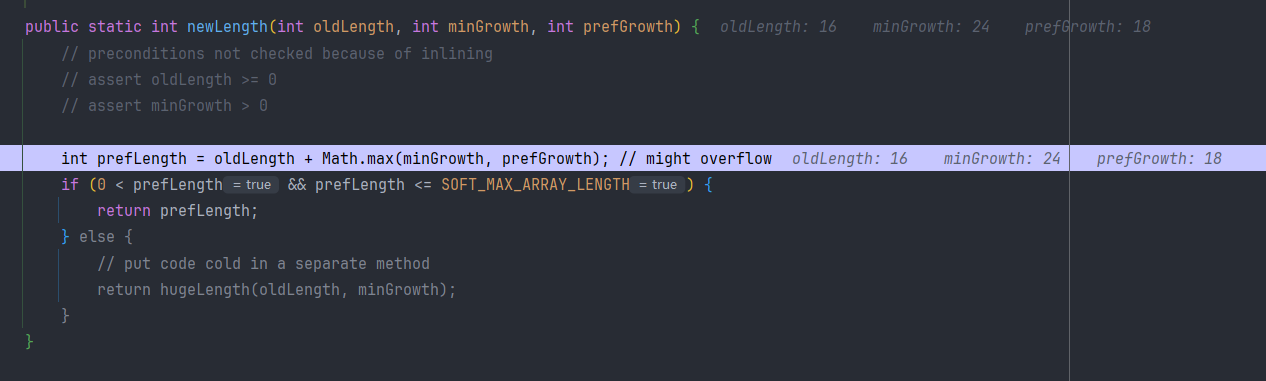 public static int newLength(int oldLength, int minGrowth, int prefGrowth) { oldLength: 16 minGrowth: 24 prefGrowth: 18
// preconditions not checked because of inlining
// assert oldLength >= 0
// assert minGrowth > 0
int prefLength = oldLength + Math.max(minGrowth, prefGrowth); // might overflow oldLength: 16 minGrowth: 24 prefGrowth: 18
if (0 < prefLength = true && prefLength <= SOFT_MAX_ARRAY_LENGTH = true ) {
return prefLength;
} else {
// put code cold in a separate method
return hugeLength(oldLength, minGrowth);
}
}